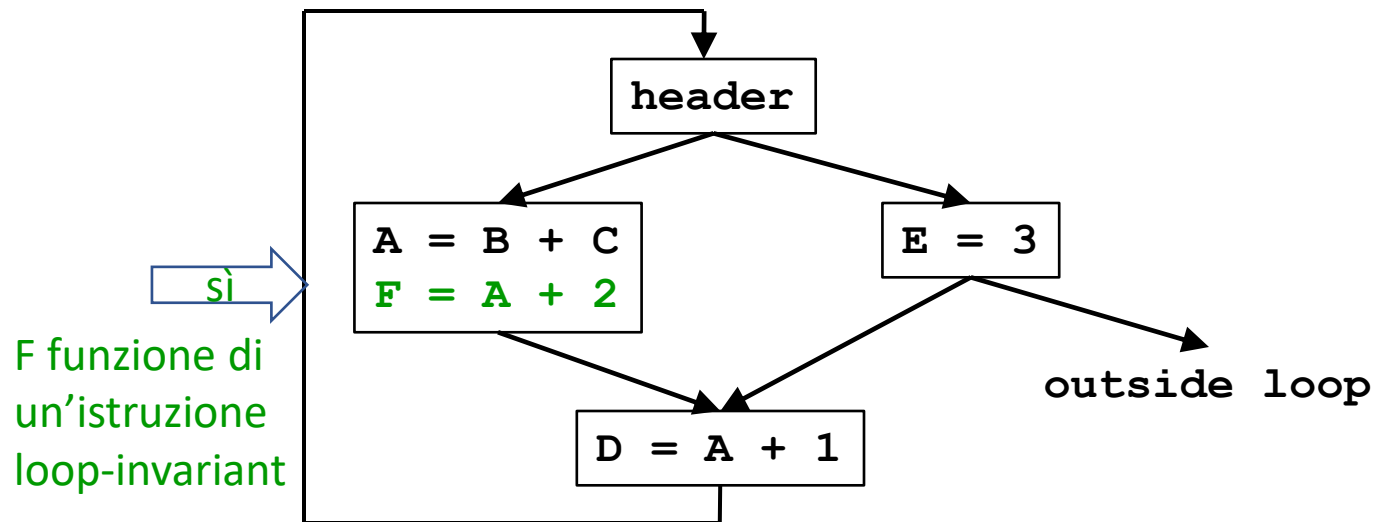 header
A = B + C
F = A + 2
E = 3
sì
F funzione di
un’istruzione
loop-invariant
outside loop
D = A + 1